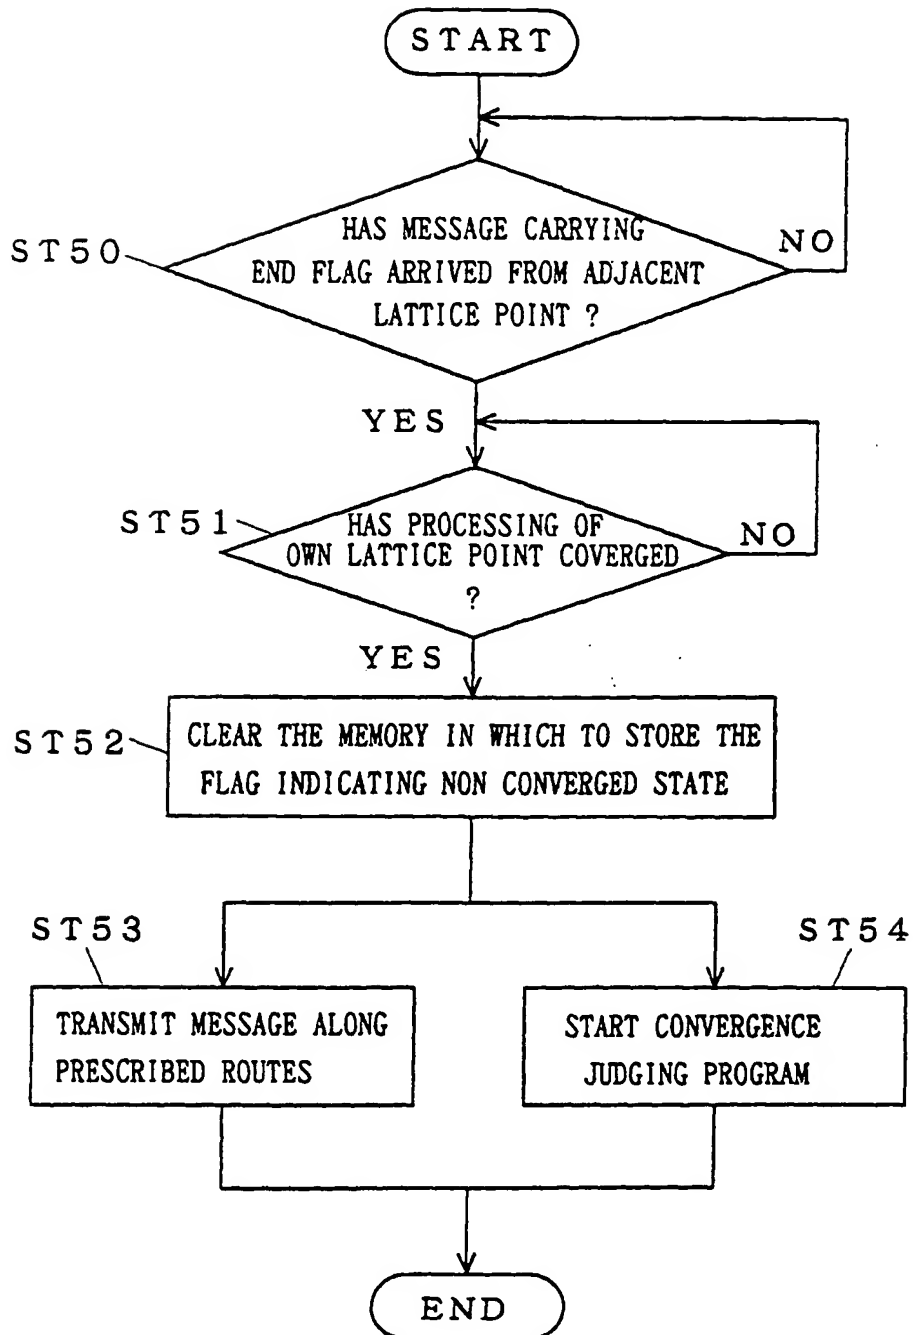 START
HAS MESSAGE CARRYING
END FLAG ARRIVED FROM ADJACENT
LATTICE POINT ?
ST50
NO
YES
HAS PROCESSING OF
OWN LATTICE POINT COVERGED
?
ST51
NO
YES
CLEAR THE MEMORY IN WHICH TO STORE THE
FLAG INDICATING NON CONVERGED STATE
ST52
ST53
TRANSMIT MESSAGE ALONG
PRESCRIBED ROUTES
ST54
START CONVERGENCE
JUDGING PROGRAM
END